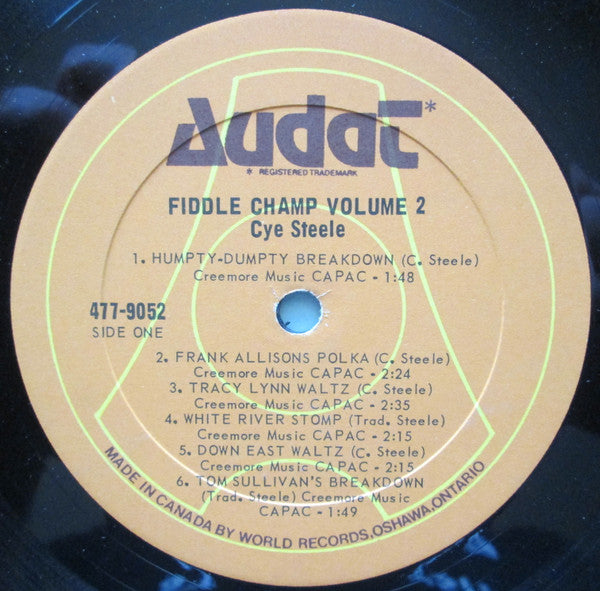 Audat*
* REGISTERED TRADEMARK
FIDDLE CHAMP VOLUME 2
Cye Steele
1. HUMPTY-DUMPTY BREAKDOWN (C. Steele)
Creemore Music CAPAC - 1:48
477-9052
SIDE ONE
2. FRANK ALLISONS POLKA (C. Steele)
Creemore Music CAPAC - 2:24
3. TRACY LYNN WALTZ (C. Steele)
Creemore Music CAPAC - 2:35
4. WHITE RIVER STOMP (Trad. Steele)
Creemore Music CAPAC - 2:15
5. DOWN EAST WALTZ (C. Steele)
Creemore Music CAPAC - 2:15
6. TOM SULLIVAN'S BREAKDOWN
(Trad. Steele) Creemore Music
CAPAC - 1:49
MADE IN CANADA BY WORLD RECORDS, OSHAWA, ONTARIO